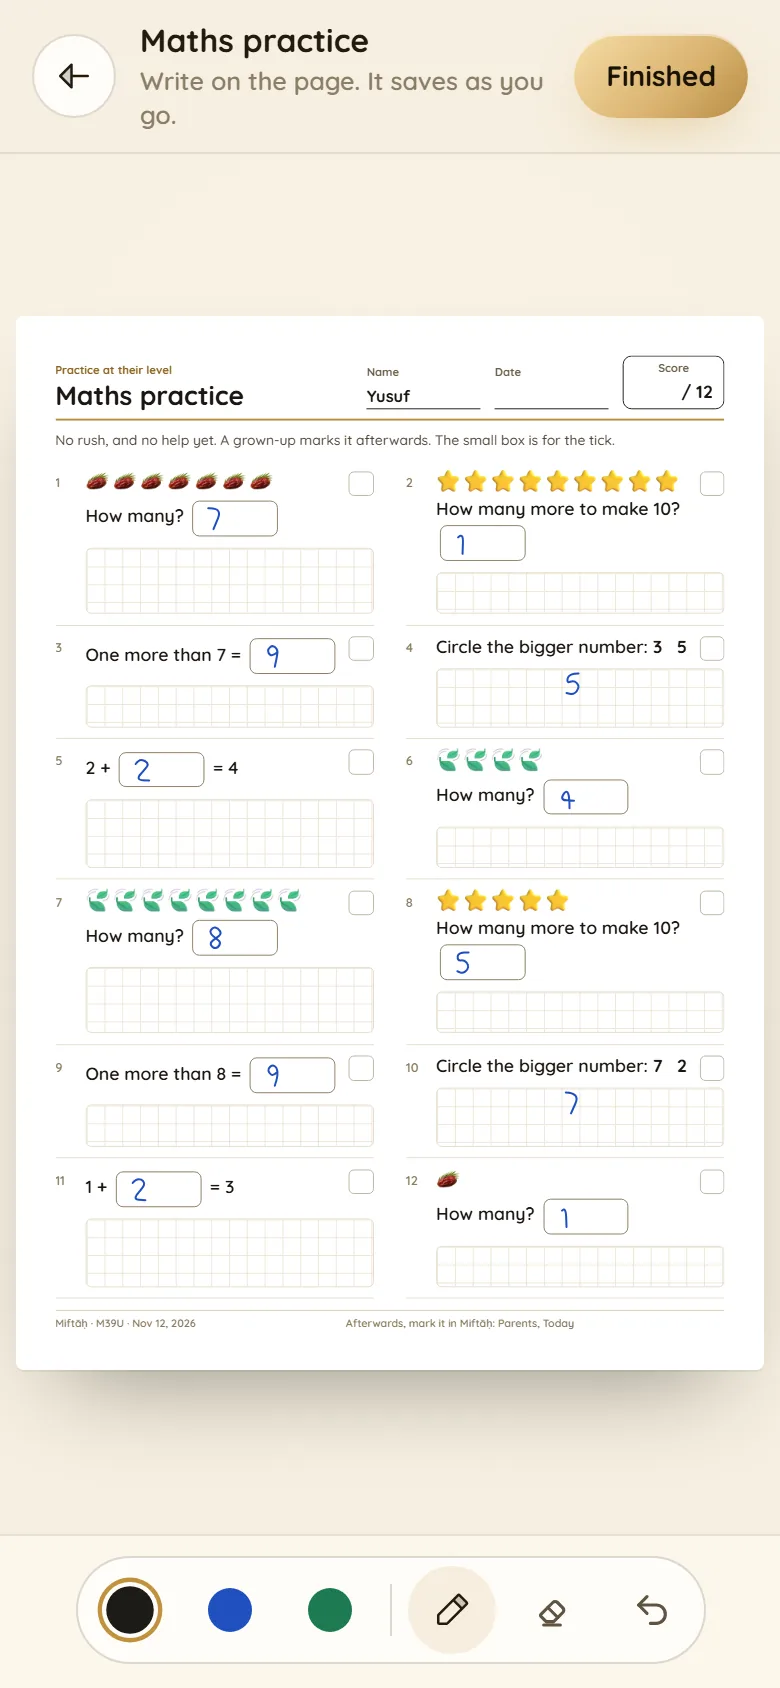 Maths practice
Write on the page. It saves as you
go.
Finished
Practice at their level
Maths practice
Name
Yusuf
Date
Score
/ 12
No rush, and no help yet. A grown-up marks it afterwards. The small box is for the tick.
1
How many? 7
2
How many more to make 10?
1
3
One more than 7 = 9
4
Circle the bigger number: 3 5
5
5
2 + 2 = 4
6
How many? 4
7
How many? 8
8
How many more to make 10?
5
9
One more than 8 = 9
10
Circle the bigger number: 7 2
7
11
1 + 2 = 3
12
How many? 1
Miftāḥ · M39U · Nov 12, 2026
Afterwards, mark it in Miftāḥ: Parents, Today